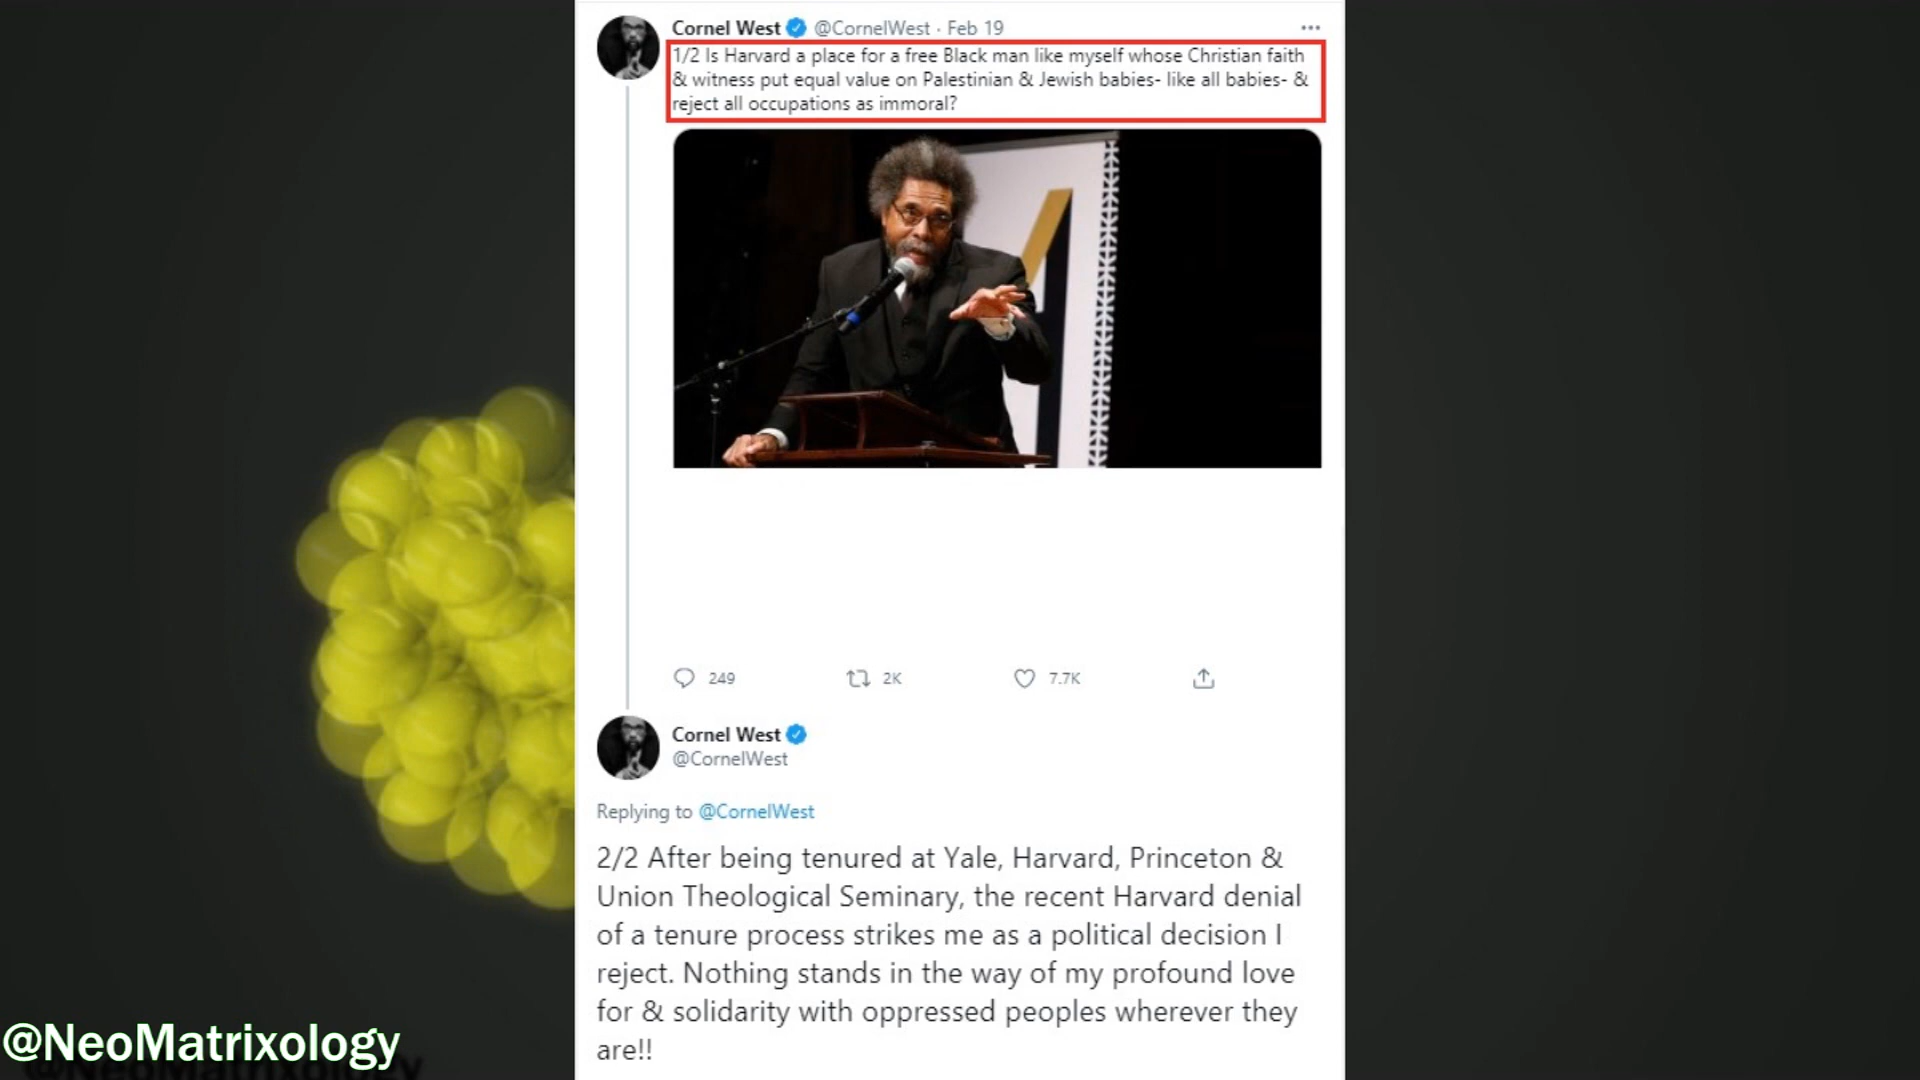 Cornel West @CornelWest · Feb 19
1/2 Is Harvard a place for a free Black man like myself whose Christian faith
& witness put equal value on Palestinian & Jewish babies- like all babies- &
reject all occupations as immoral?
249 2K 7.7K
Cornel West
@CornelWest
Replying to @CornelWest
2/2 After being tenured at Yale, Harvard, Princeton &
Union Theological Seminary, the recent Harvard denial
of a tenure process strikes me as a political decision I
reject. Nothing stands in the way of my profound love
for & solidarity with oppressed peoples wherever they
are!!
@NeoMatrixology
@NeoMatrixology